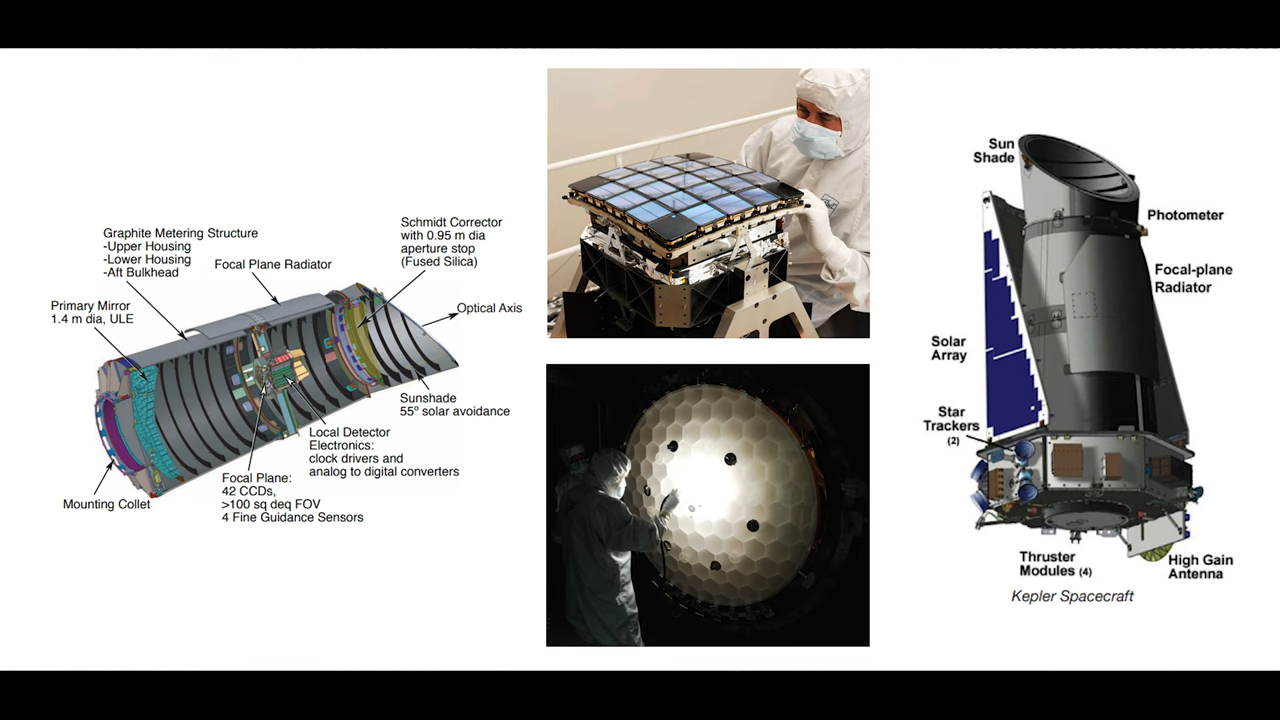 Graphite Metering Structure
-Upper Housing
-Lower Housing
-Aft Bulkhead
Focal Plane Radiator
Schmidt Corrector
with 0.95 m dia
aperture stop
(Fused Silica)
Primary Mirror
1.4 m dia, ULE
Optical Axis
Sunshade
55º solar avoidance
Local Detector
Electronics:
clock drivers and
analog to digital converters
Focal Plane:
42 CCDs,
>100 sq deq FOV
4 Fine Guidance Sensors
Mounting Collet
Sun
Shade
Photometer
Focal-plane
Radiator
Solar
Array
Star
Trackers
(2)
Thruster
Modules (4)
High Gain
Antenna
Kepler Spacecraft